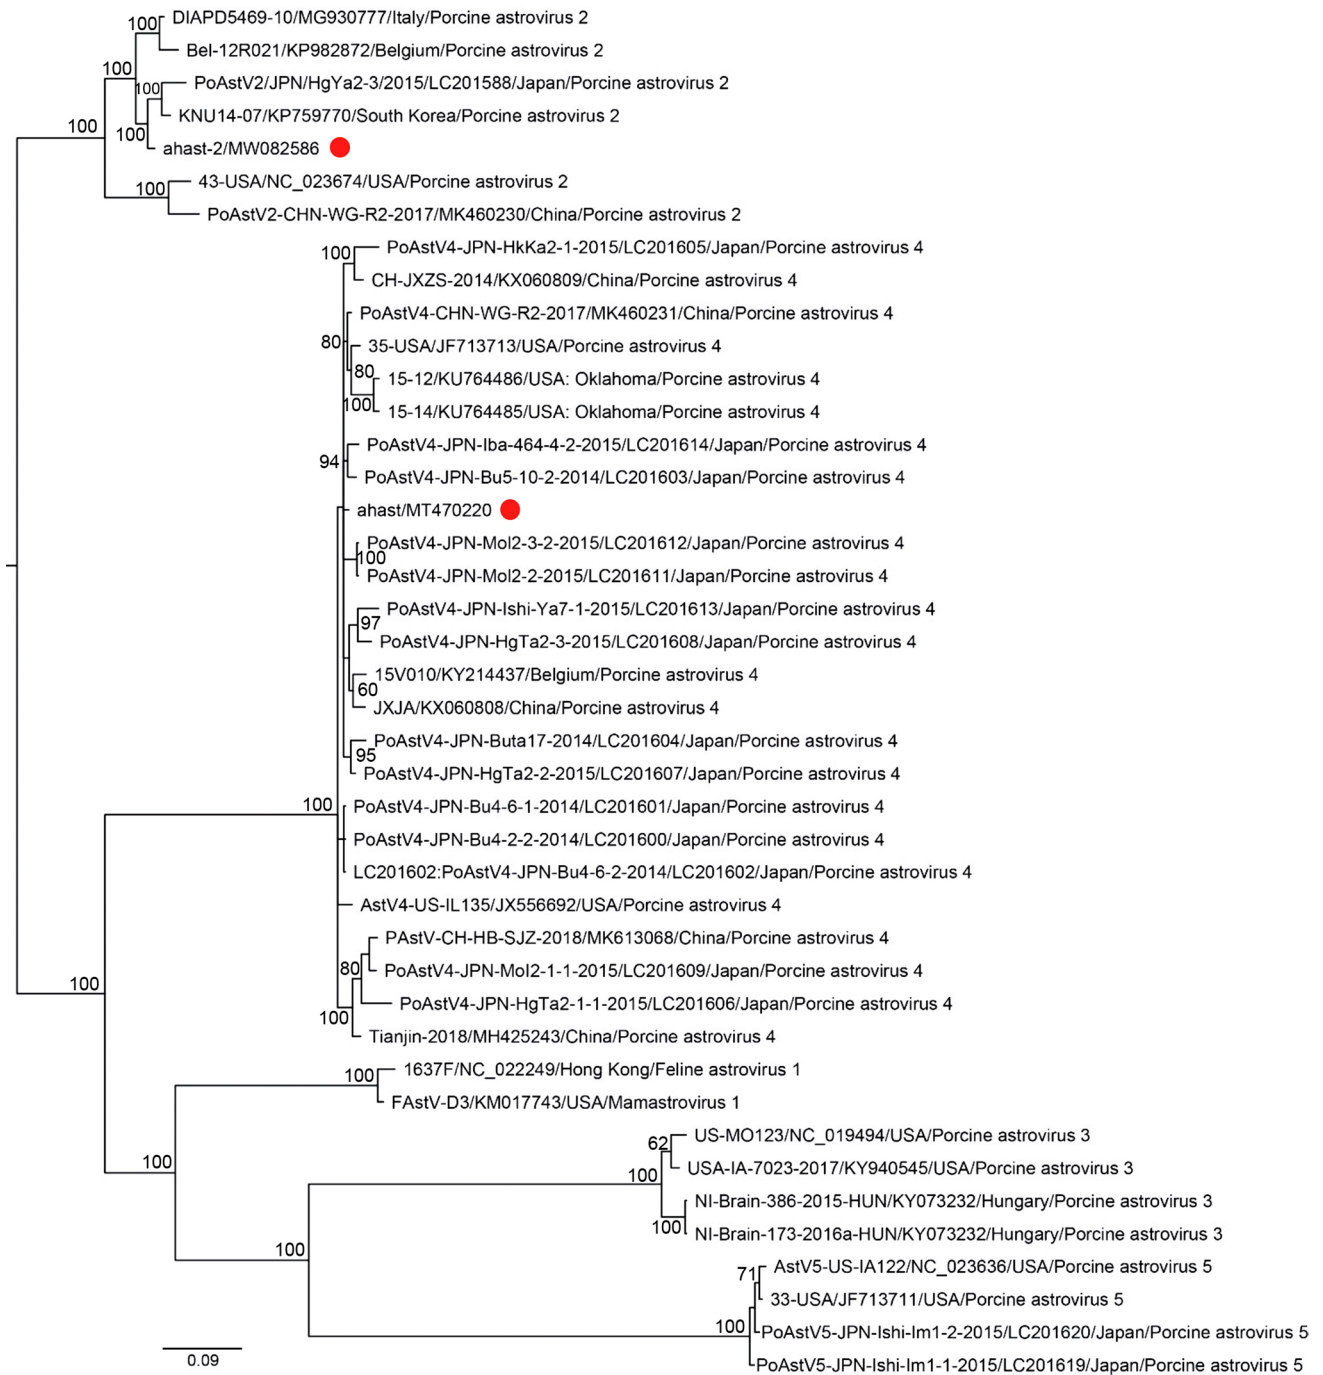 DIAPD5469-10/MG930777/Italy/Porcine astrovirus 2
100
Bel-12R021/KP982872/Belgium/Porcine astrovirus 2
100
PoAstV2/JPN/HgYa2-3/2015/LC201588/Japan/Porcine astrovirus 2
100
KNU14-07/KP759770/South Korea/Porcine astrovirus 2
100
100
ahast-2/MW082586
43-USA/NC_023674/USA/Porcine astrovirus 2
100
PoAstV2-CHN-WG-R2-2017/MK460230/China/Porcine astrovirus 2
PoAstV4-JPN-HkKa2-1-2015/LC201605/Japan/Porcine astrovirus 4
100
CH-JXZS-2014/KX060809/China/Porcine astrovirus 4
PoAstV4-CHN-WG-R2-2017/MK460231/China/Porcine astrovirus 4
80
35-USA/JF713713/USA/Porcine astrovirus 4
80
15-12/KU764486/USA: Oklahoma/Porcine astrovirus 4
100
15-14/KU764485/USA: Oklahoma/Porcine astrovirus 4
PoAstV4-JPN-Iba-464-4-2-2015/LC201614/Japan/Porcine astrovirus 4
94
PoAstV4-JPN-Bu5-10-2-2014/LC201603/Japan/Porcine astrovirus 4
ahast/MT470220
PoAstV4-JPN-MoI2-3-2-2015/LC201612/Japan/Porcine astrovirus 4
100
PoAstV4-JPN-MoI2-2-2015/LC201611/Japan/Porcine astrovirus 4
PoAstV4-JPN-Ishi-Ya7-1-2015/LC201613/Japan/Porcine astrovirus 4
97
PoAstV4-JPN-HgTa2-3-2015/LC201608/Japan/Porcine astrovirus 4
15V010/KY214437/Belgium/Porcine astrovirus 4
60
JXJA/KX060808/China/Porcine astrovirus 4
PoAstV4-JPN-Buta17-2014/LC201604/Japan/Porcine astrovirus 4
95
PoAstV4-JPN-HgTa2-2-2015/LC201607/Japan/Porcine astrovirus 4
100
PoAstV4-JPN-Bu4-6-1-2014/LC201601/Japan/Porcine astrovirus 4
PoAstV4-JPN-Bu4-2-2-2014/LC201600/Japan/Porcine astrovirus 4
LC201602:PoAstV4-JPN-Bu4-6-2-2014/LC201602/Japan/Porcine astrovirus 4
AstV4-US-IL135/JX556692/USA/Porcine astrovirus 4
PAstV-CH-HB-SJZ-2018/MK613068/China/Porcine astrovirus 4
80
PoAstV4-JPN-MoI2-1-1-2015/LC201609/Japan/Porcine astrovirus 4
100
PoAstV4-JPN-HgTa2-1-1-2015/LC201606/Japan/Porcine astrovirus 4
100
Tianjin-2018/MH425243/China/Porcine astrovirus 4
1637F/NC_022249/Hong Kong/Feline astrovirus 1
100
FAstV-D3/KM017743/USA/Mamastrovirus 1
US-MO123/NC_019494/USA/Porcine astrovirus 3
62
100
USA-IA-7023-2017/KY940545/USA/Porcine astrovirus 3
100
NI-Brain-386-2015-HUN/KY073232/Hungary/Porcine astrovirus 3
100
NI-Brain-173-2016a-HUN/KY073232/Hungary/Porcine astrovirus 3
100
AstV5-US-IA122/NC_023636/USA/Porcine astrovirus 5
71
33-USA/JF713711/USA/Porcine astrovirus 5
100
PoAstV5-JPN-Ishi-Im1-2-2015/LC201620/Japan/Porcine astrovirus 5
0.09
PoAstV5-JPN-Ishi-Im1-1-2015/LC201619/Japan/Porcine astrovirus 5